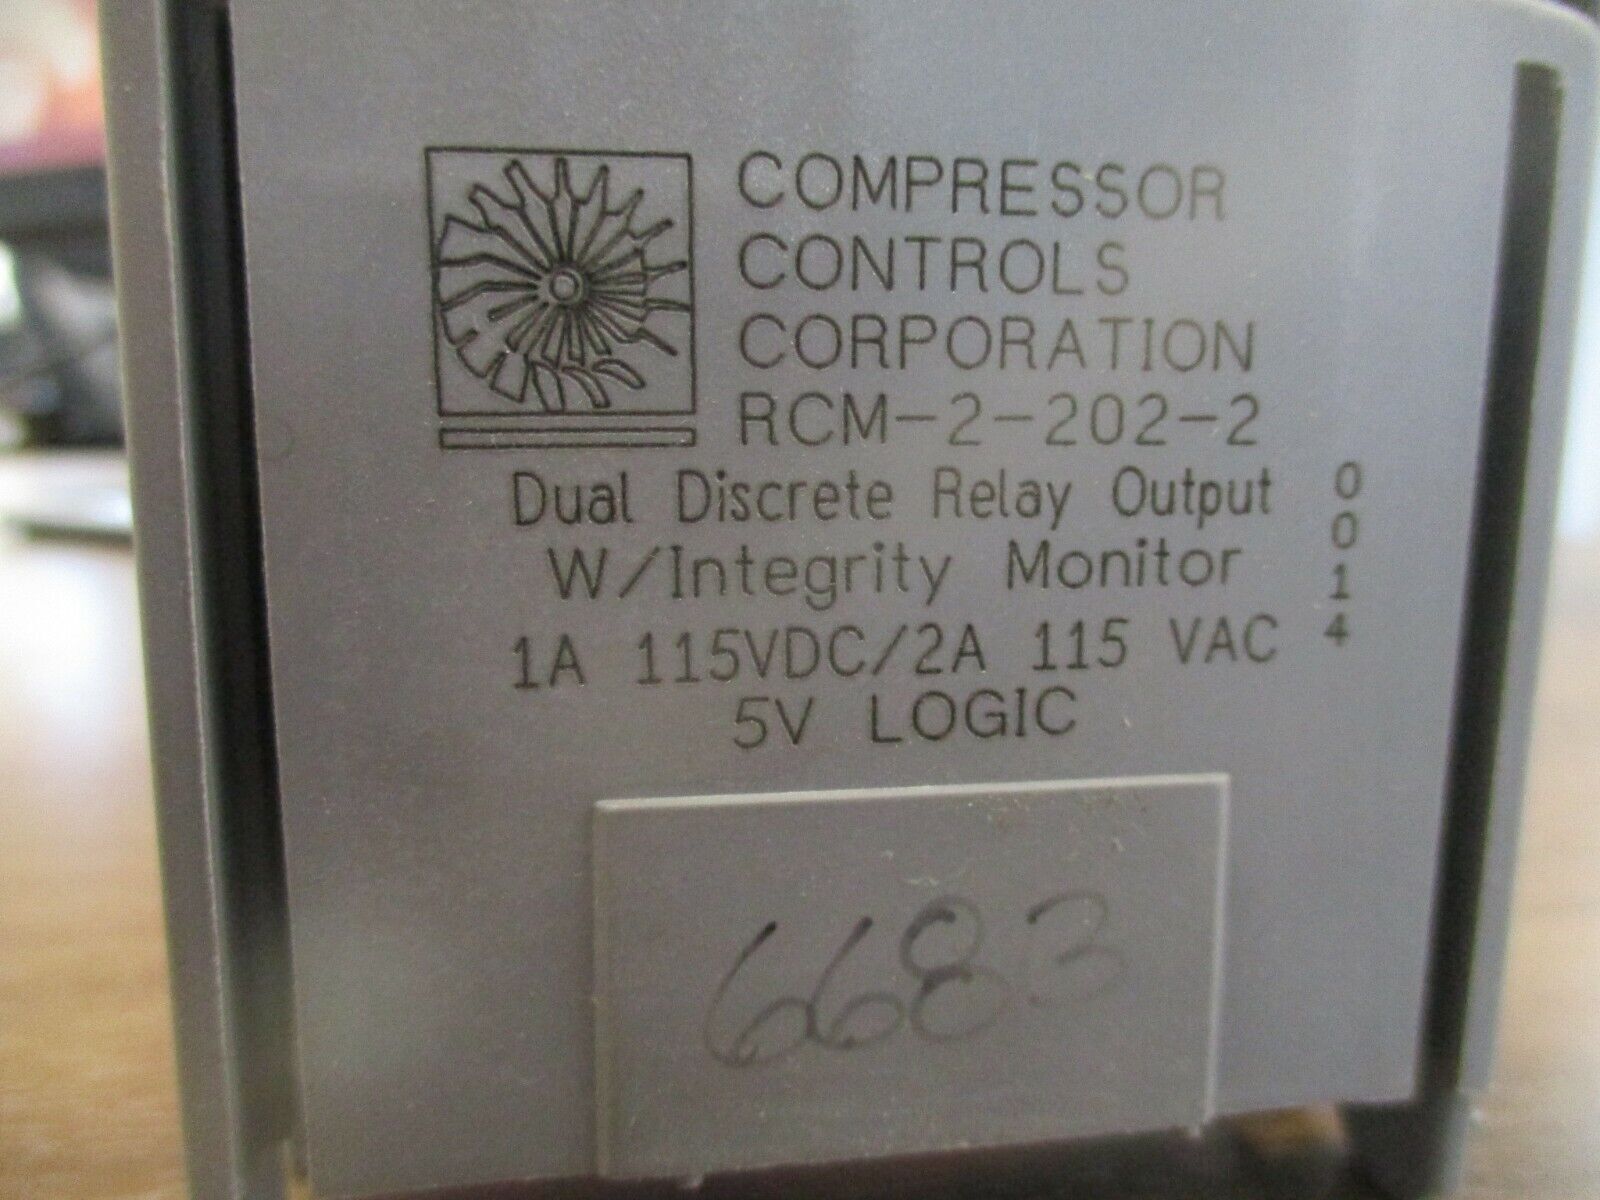 COMPRESSOR
CONTROLS
CORPORATION
RCM-2-202-2
Dual Discrete Relay Output
W/Integrity Monitor
1A 115VDC/2A 115 VAC
5V LOGIC
0014
6683